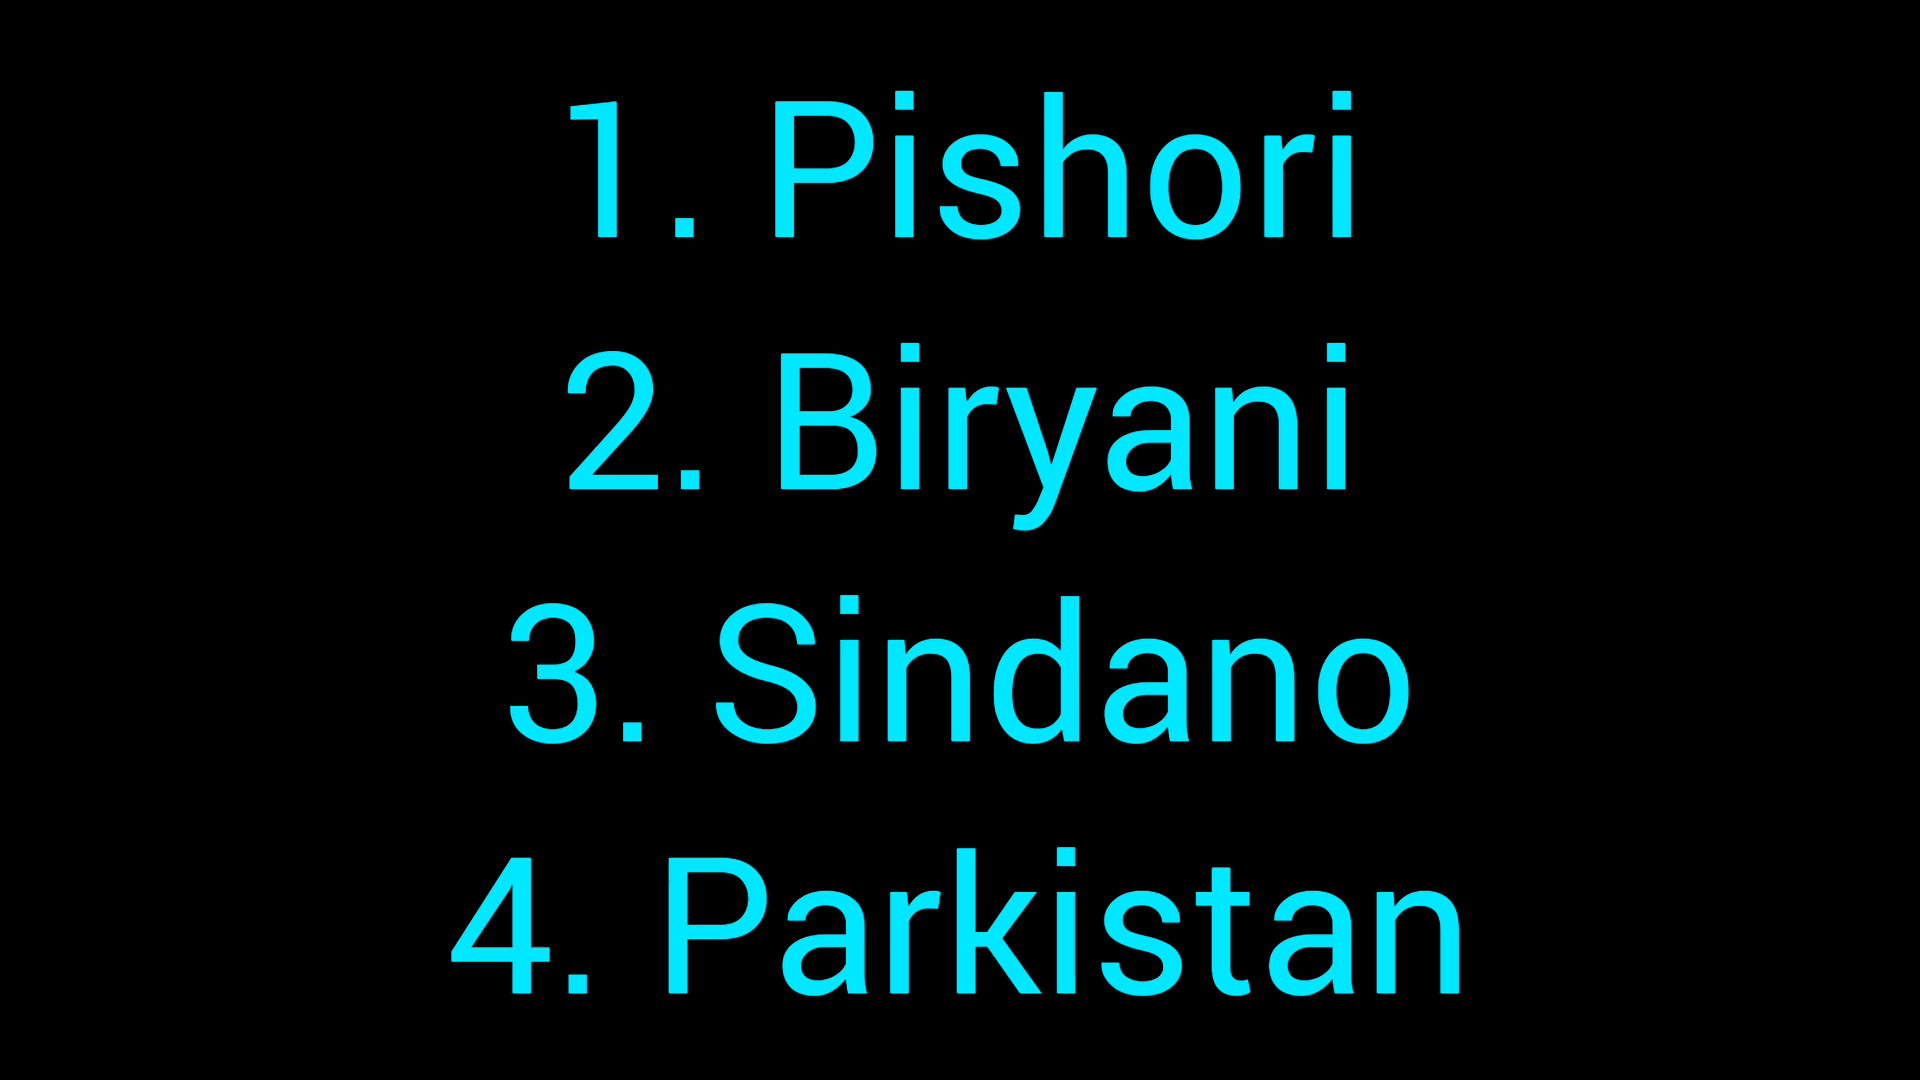 1. Pishori
2. Biryani
3. Sindano
4. Parkistan